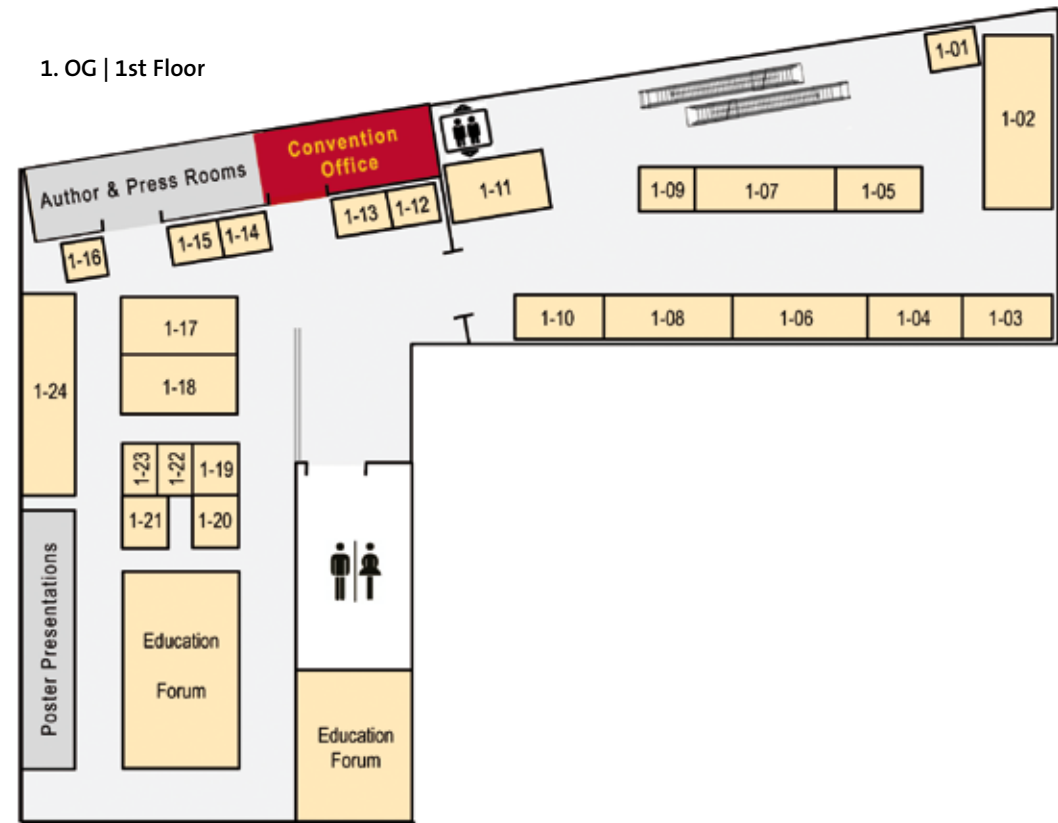 1. OG | 1st Floor
1-01
1-02
Convention
Office
Author & Press Rooms
1-11
1-09
1-07
1-05
1-13
1-12
1-15
1-14
1-16
1-10
1-08
1-06
1-04
1-03
1-17
1-18
1-24
1-23
1-22
1-19
1-21
1-20
Poster Presentations
Education
Forum
Education
Forum